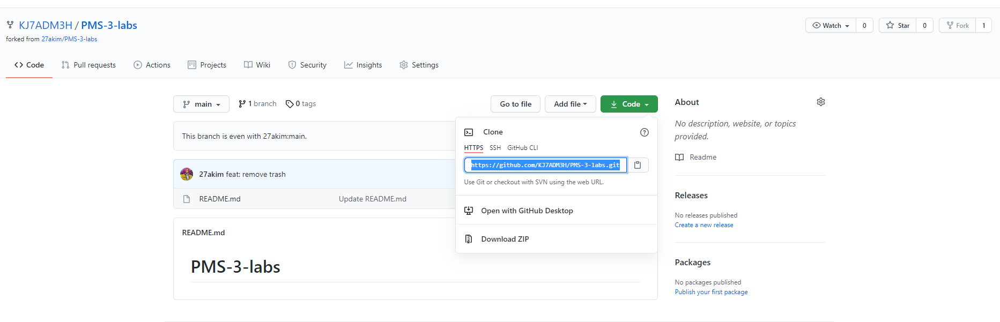 KJ7ADM3H / PMS-3-labs
forked from 27akim/PMS-3-labs
Watch 0 Star 0 Fork 1
Code Pull requests Actions Projects Wiki Security Insights Settings
main 1 branch 0 tags
Go to file Add file Code
This branch is even with 27akim:main.
27akim feat: remove trash
README.md Update README.md
README.md
PMS-3-labs
Clone
HTTPS SSH GitHub CLI
https://github.com/KJ7ADM3H/PMS-3-labs.git
Use Git or checkout with SVN using the web URL.
Open with GitHub Desktop
Download ZIP
About
No description, website, or topics
provided.
Readme
Releases
No releases published
Create a new release
Packages
No packages published
Publish your first package